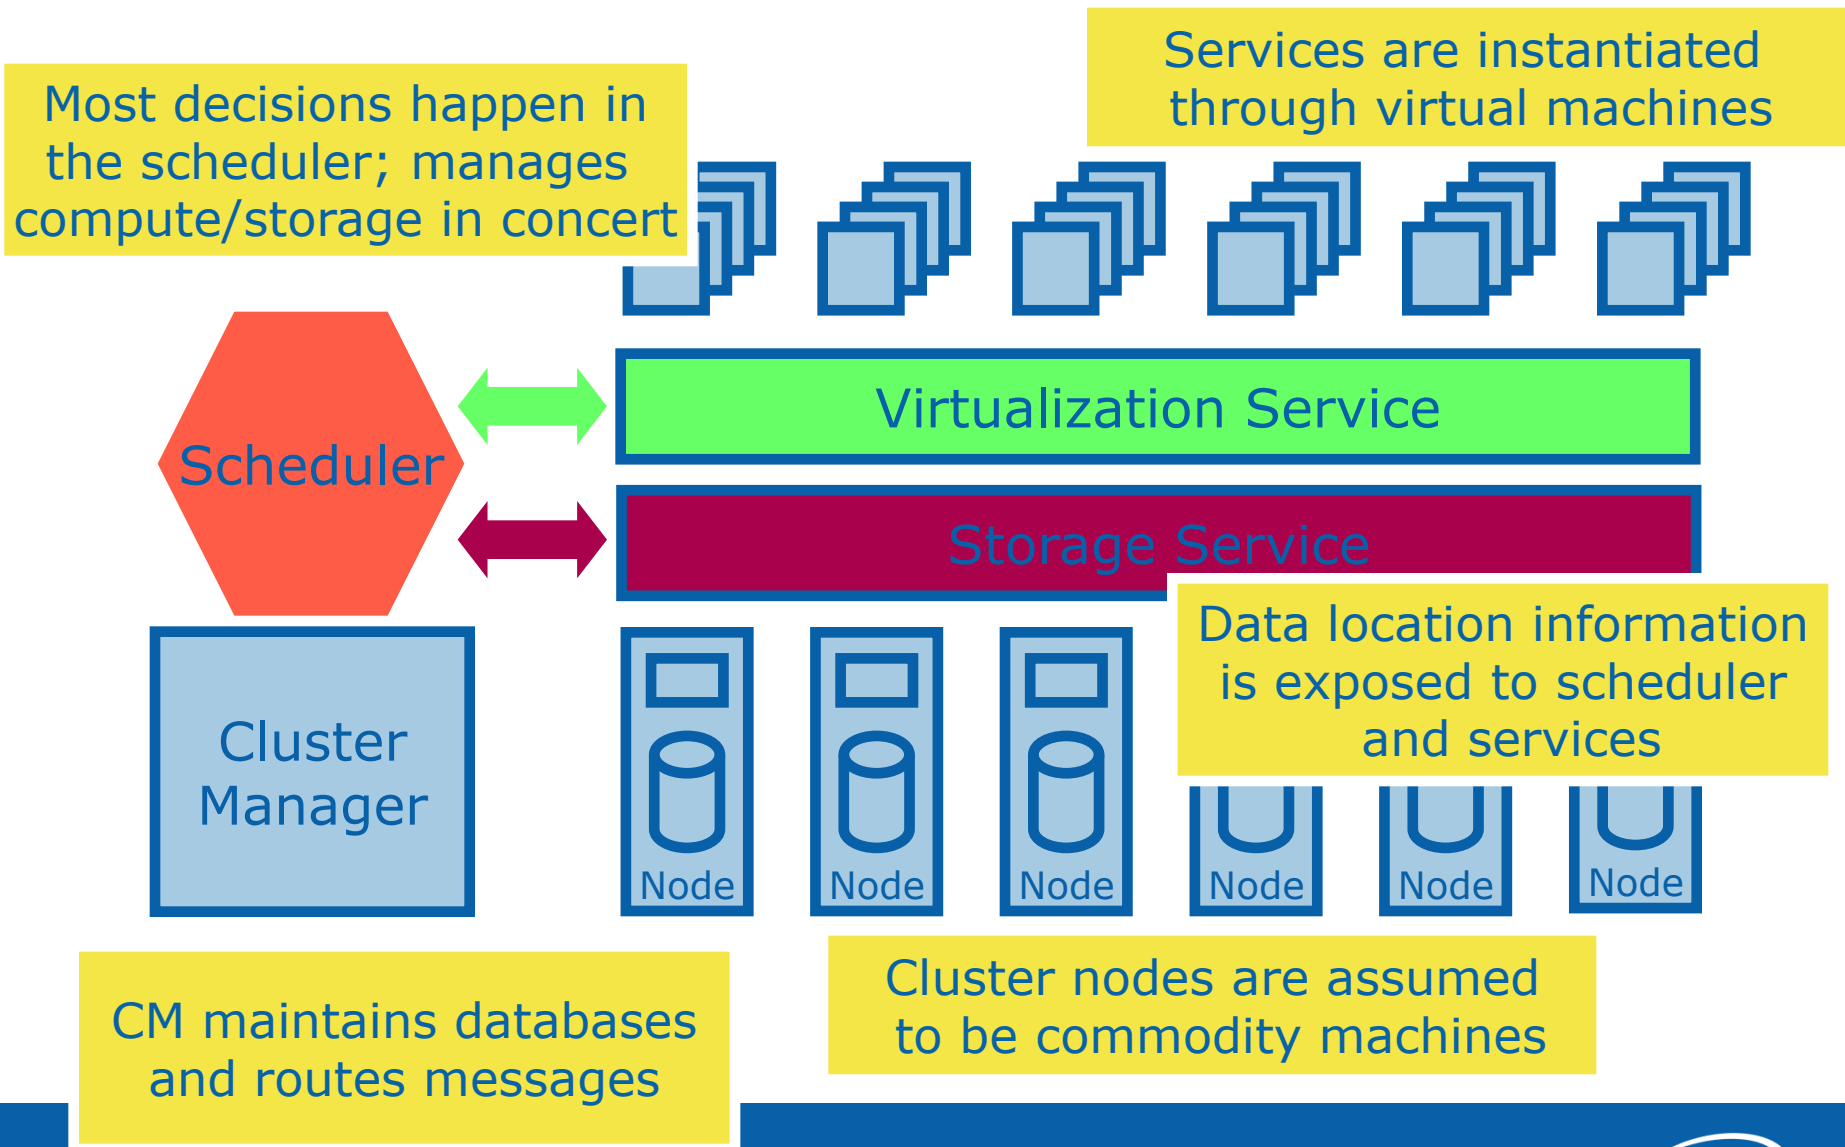 Most decisions happen in
the scheduler; manages
compute/storage in concert
Services are instantiated
through virtual machines
Scheduler
Virtualization Service
Storage Service
Data location information
is exposed to scheduler
and services
Cluster
Manager
Node
Node
Node
Node
Node
Node
CM maintains databases
and routes messages
Cluster nodes are assumed
to be commodity machines